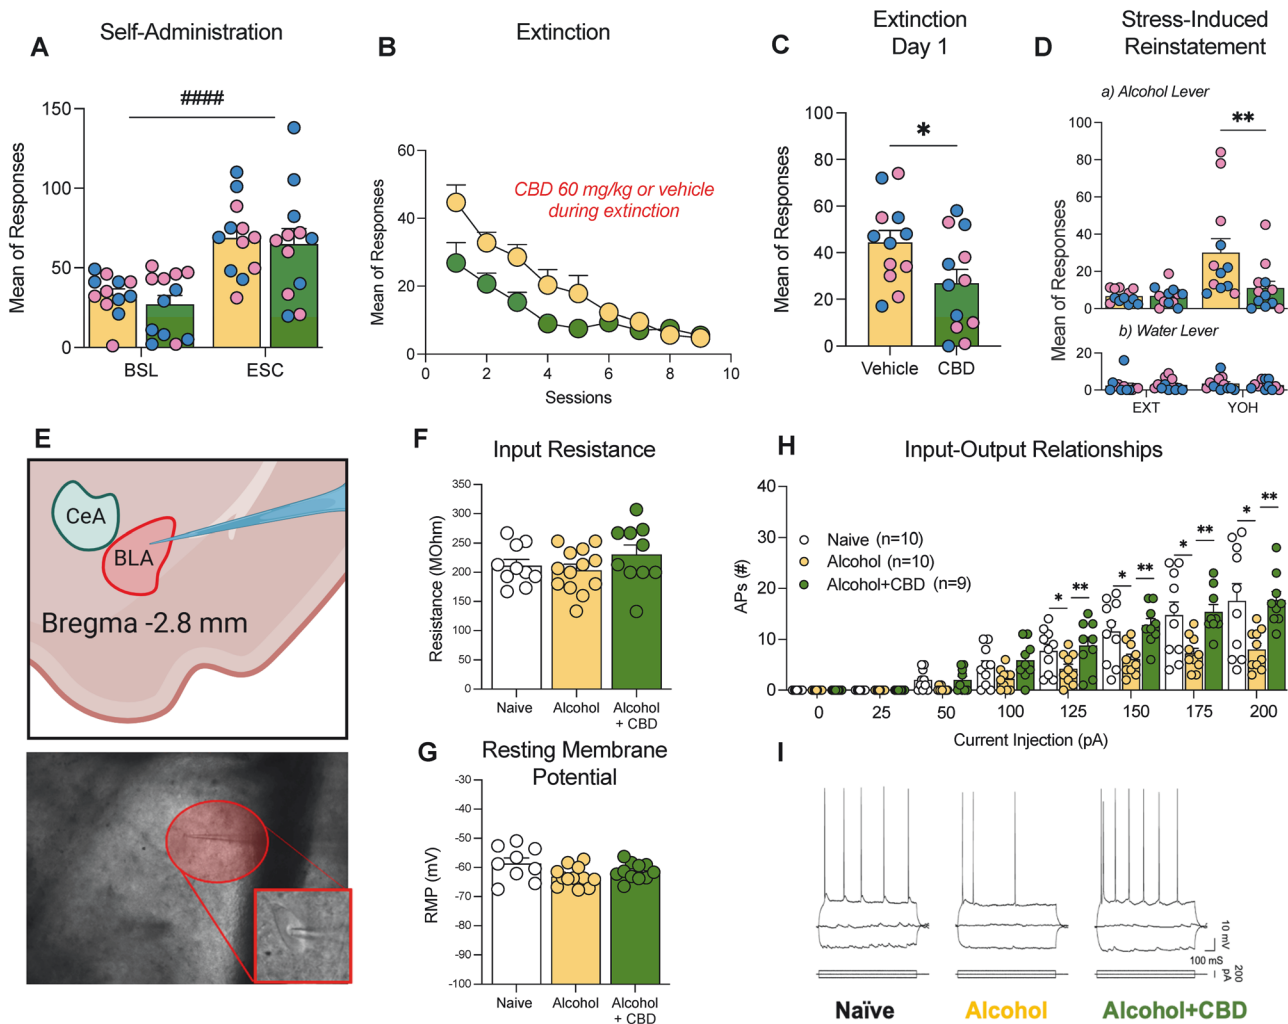 A
Self-Administration
####
Mean of Responses
150
100
50
0
BSL
ESC
B
Extinction
CBD 60 mg/kg or vehicle
during extinction
Mean of Responses
60
40
20
0
0
2
4
6
8
10
Sessions
C
Extinction
Day 1
*
Mean of Responses
100
80
60
40
20
0
Vehicle
CBD
D
Stress-Induced
Reinstatement
a) Alcohol Lever
**
Mean of Responses
100
80
60
40
20
0
b) Water Lever
20
0
EXT
YOH
E
CeA
BLA
Bregma -2.8 mm
F
Input Resistance
Resistance (MOhm)
350
300
250
200
150
100
50
0
Naive
Alcohol
Alcohol
+ CBD
G
Resting Membrane
Potential
RMP (mV)
-30
-40
-50
-60
-70
-80
-90
-100
Naive
Alcohol
Alcohol
+ CBD
H
Input-Output Relationships
APs (#)
40
30
20
10
0
Naive (n=10)
Alcohol (n=10)
Alcohol+CBD (n=9)
* **
* **
* **
* **
0
25
50
100
125
150
175
200
Current Injection (pA)
I
10 mV
100 mS
200
pA
Naïve
Alcohol
Alcohol+CBD